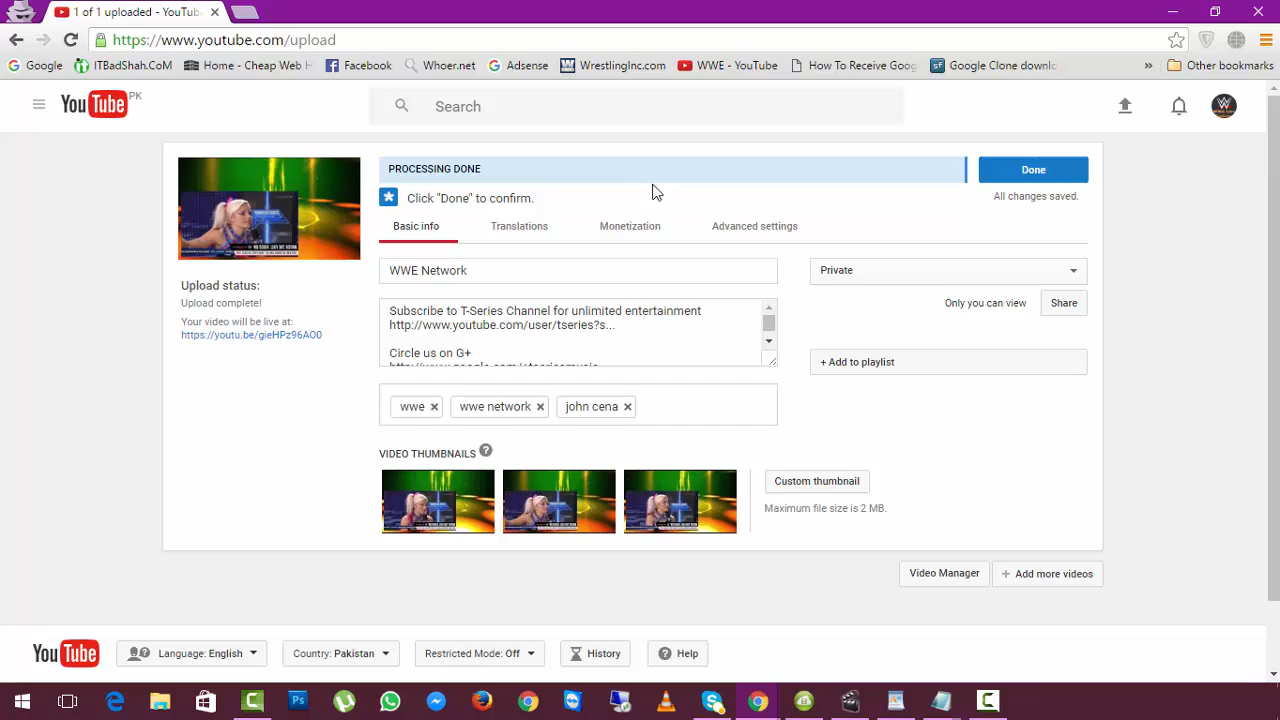 1 of 1 uploaded - YouTub
https://www.youtube.com/upload
Google
ITBadShah.CoM
Home - Cheap Web H
Facebook
Whoer.net
Adsense
WrestlingInc.com
WWE - YouTube
How To Receive Goog
Google Clone downl
»
Other bookmarks
YouTube PK
Search
PROCESSING DONE
Done
Click "Done" to confirm.
All changes saved.
Basic info
Translations
Monetization
Advanced settings
WWE Network
Private
Subscribe to T-Series Channel for unlimited entertainment
http://www.youtube.com/user/tseries?s...
Only you can view
Share
Circle us on G+
Upload status:
Upload complete!
Your video will be live at:
https://youtu.be/gieHPz96AO0
+ Add to playlist
wwe ×
wwe network ×
john cena ×
VIDEO THUMBNAILS ?
Custom thumbnail
Maximum file size is 2 MB.
Video Manager
+ Add more videos
YouTube
Language: English
Country: Pakistan
Restricted Mode: Off
History
Help